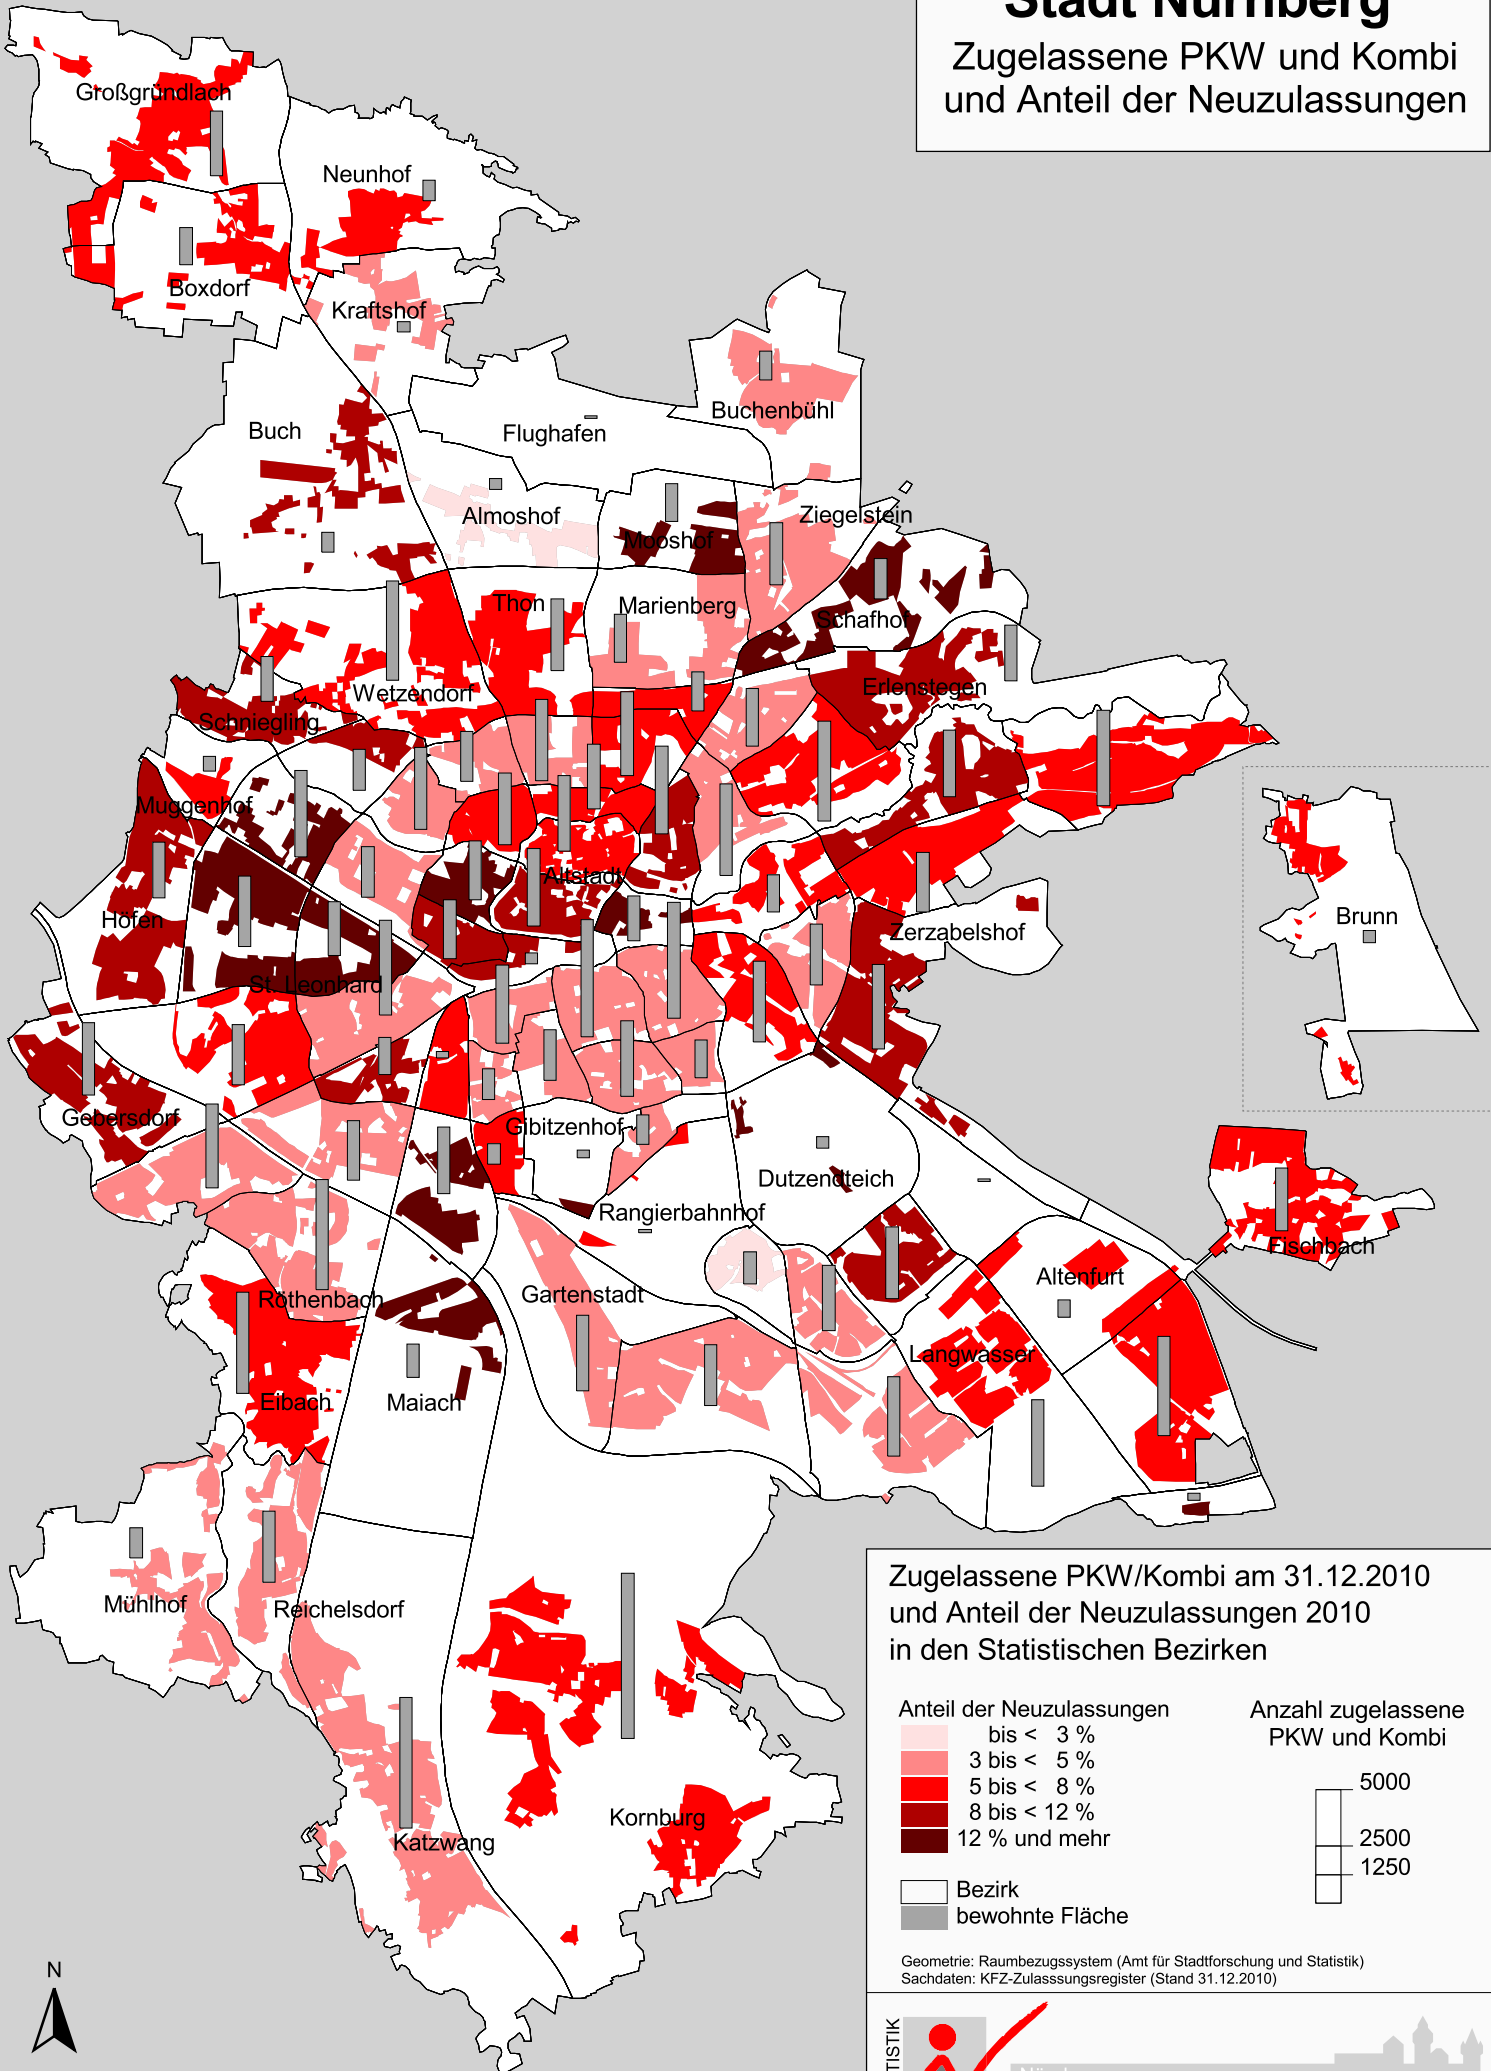 Stadt Nürnberg
Zugelassene PKW und Kombi
und Anteil der Neuzulassungen
Großgründlach
Neunhof
Boxdorf
Kraftshof
Buchenbühl
Buch
Flughafen
Almoshof
Ziegelstein
Mooshof
Thon
Marienberg
Schafhof
Wetzendorf
Erlenstegen
Schniegling
Muggenhof
Altstadt
Höfen
Zerzabelshof
Brunn
St. Leonhard
Gebersdorf
Gibitzenhof
Dutzendteich
Rangierbahnhof
Fischbach
Altenfurt
Röthenbach
Gartenstadt
Langwasser
Eibach
Maiach
Mühlhof
Reichelsdorf
Kornburg
Katzwang
Zugelassene PKW/Kombi am 31.12.2010
und Anteil der Neuzulassungen 2010
in den Statistischen Bezirken
Anteil der Neuzulassungen
bis < 3 %
3 bis < 5 %
5 bis < 8 %
8 bis < 12 %
12 % und mehr
Bezirk
bewohnte Fläche
Anzahl zugelassene
PKW und Kombi
5000
2500
1250
Geometrie: Raumbezugssystem (Amt für Stadtforschung und Statistik)
Sachdaten: KFZ-Zulasssungsregister (Stand 31.12.2010)
N